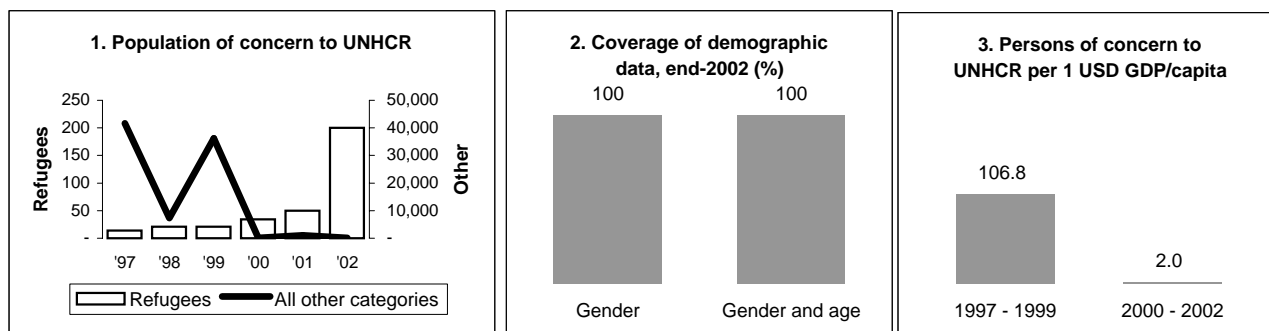 1. Population of concern to UNHCR
250
200
150
100
50
-
Refugees
50,000
40,000
30,000
20,000
10,000
-
Other
'97 '98 '99 '00 '01 '02
Refugees All other categories
2. Coverage of demographic
data, end-2002 (%)
100 100
Gender Gender and age
3. Persons of concern to
UNHCR per 1 USD GDP/capita
106.8
2.0
1997 - 1999 2000 - 2002